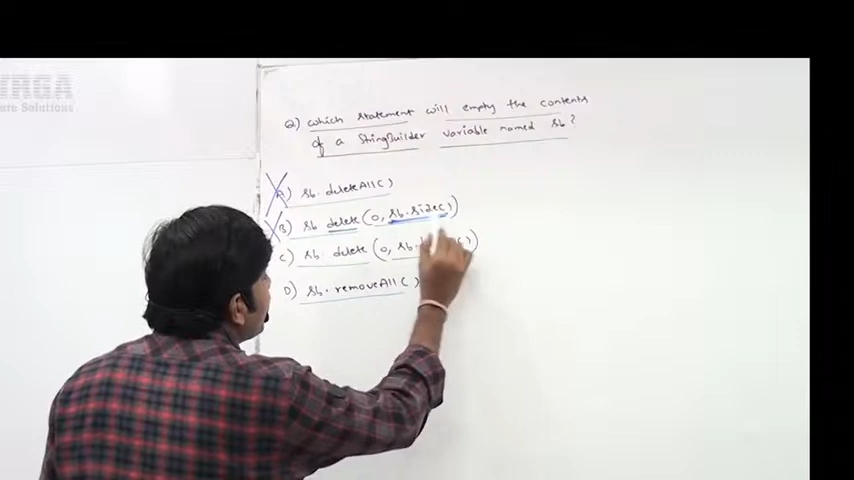 Solutions
Q) which statement will empty the contents
of a StringBuilder variable named sb?
A) sb. deleteAll( )
B) sb delete (0, sb.size( ))
C) sb. delete (0, sb. )
D) sb. removeAll( )